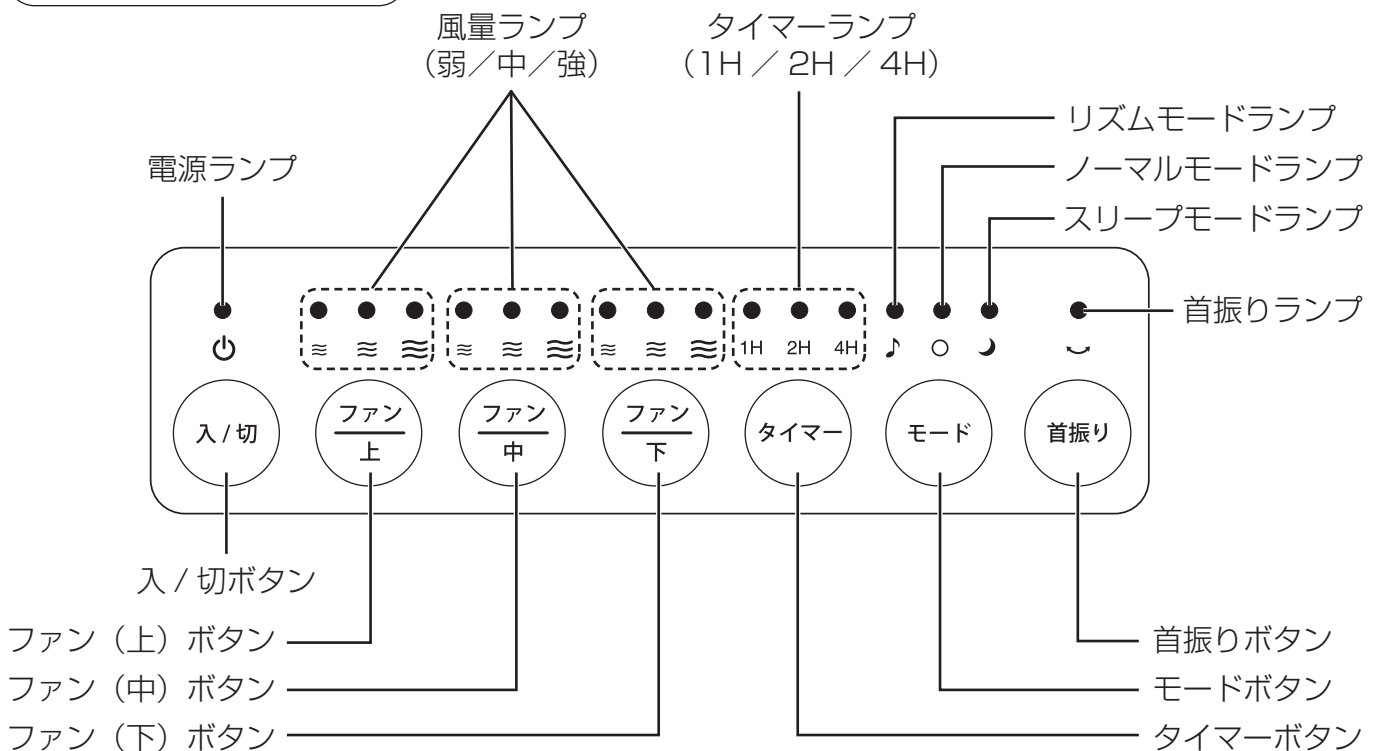 風量ランプ
（弱／中／強）
タイマーランプ
（1H ／ 2H ／ 4H）
リズムモードランプ
ノーマルモードランプ
スリープモードランプ
電源ランプ
首振りランプ
1H 2H 4H
入 / 切
ファン
上
ファン
中
ファン
下
タイマー
モード
首振り
入 / 切ボタン
ファン（上）ボタン
ファン（中）ボタン
ファン（下）ボタン
首振りボタン
モードボタン
タイマーボタン